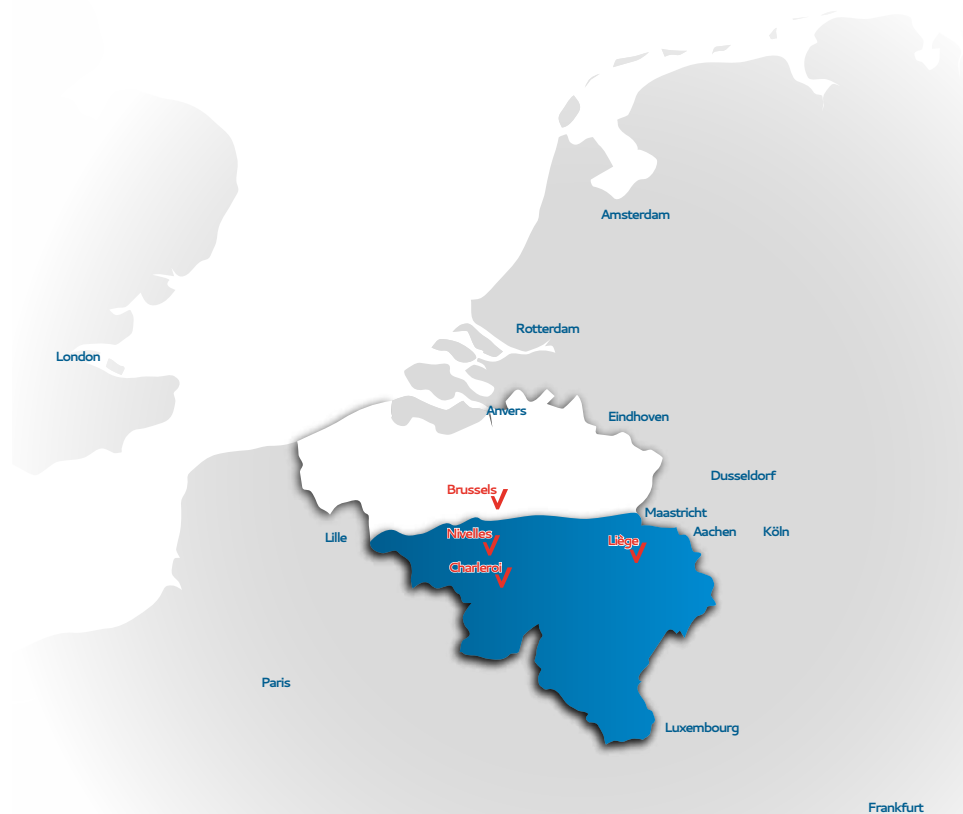 Amsterdam
Rotterdam
London
Anvers
Eindhoven
Dusseldorf
Brussels
Maastricht
Lille
Nivelles
Liège
Aachen
Köln
Charleroi
Paris
Luxembourg
Frankfurt